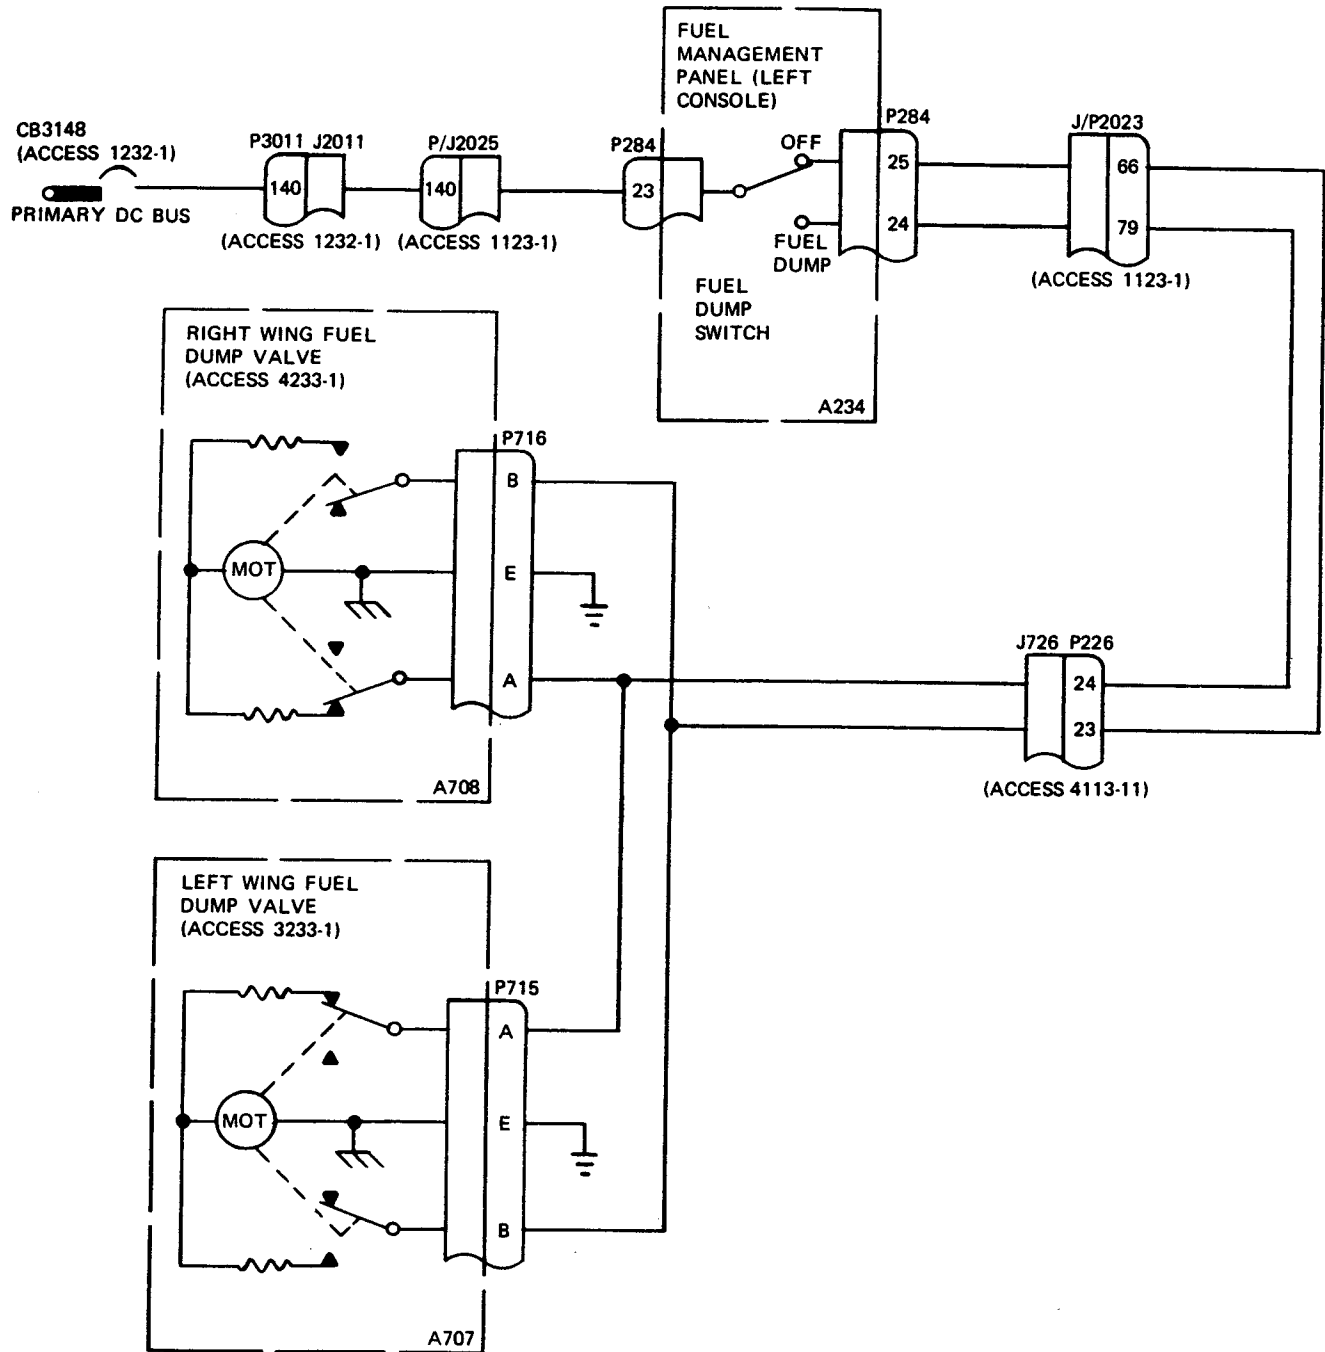 FUEL
MANAGEMENT
PANEL (LEFT
CONSOLE)
CB3148
(ACCESS 1232-1)
PRIMARY DC BUS
P3011 J2011
140
(ACCESS 1232-1)
P/J2025
140
(ACCESS 1123-1)
P284
23
OFF
FUEL
DUMP
FUEL
DUMP
SWITCH
A234
P284
25
24
J/P2023
66
79
(ACCESS 1123-1)
RIGHT WING FUEL
DUMP VALVE
(ACCESS 4233-1)
MOT
P716
B
E
A
A708
J726 P226
24
23
(ACCESS 4113-11)
LEFT WING FUEL
DUMP VALVE
(ACCESS 3233-1)
MOT
P715
A
E
B
A707